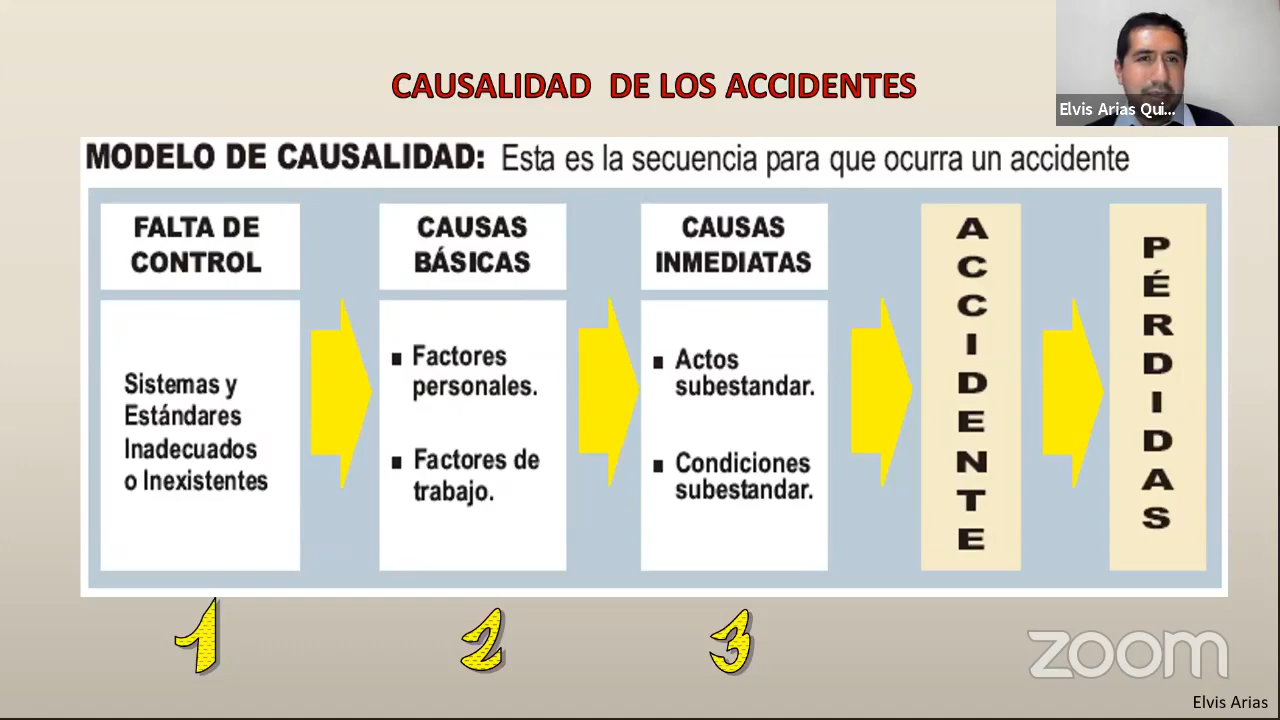 CAUSALIDAD DE LOS ACCIDENTES
Elvis Arias Qui...
MODELO DE CAUSALIDAD: Esta es la secuencia para que ocurra un accidente
FALTA DE
CONTROL
Sistemas y
Estándares
Inadecuados
o Inexistentes
CAUSAS
BÁSICAS
▪ Factores
personales.
▪ Factores de
trabajo.
CAUSAS
INMEDIATAS
▪ Actos
subestandar.
▪ Condiciones
subestandar.
ACCIDENTE
PÉRDIDAS
1
2
3
zoom
Elvis Arias